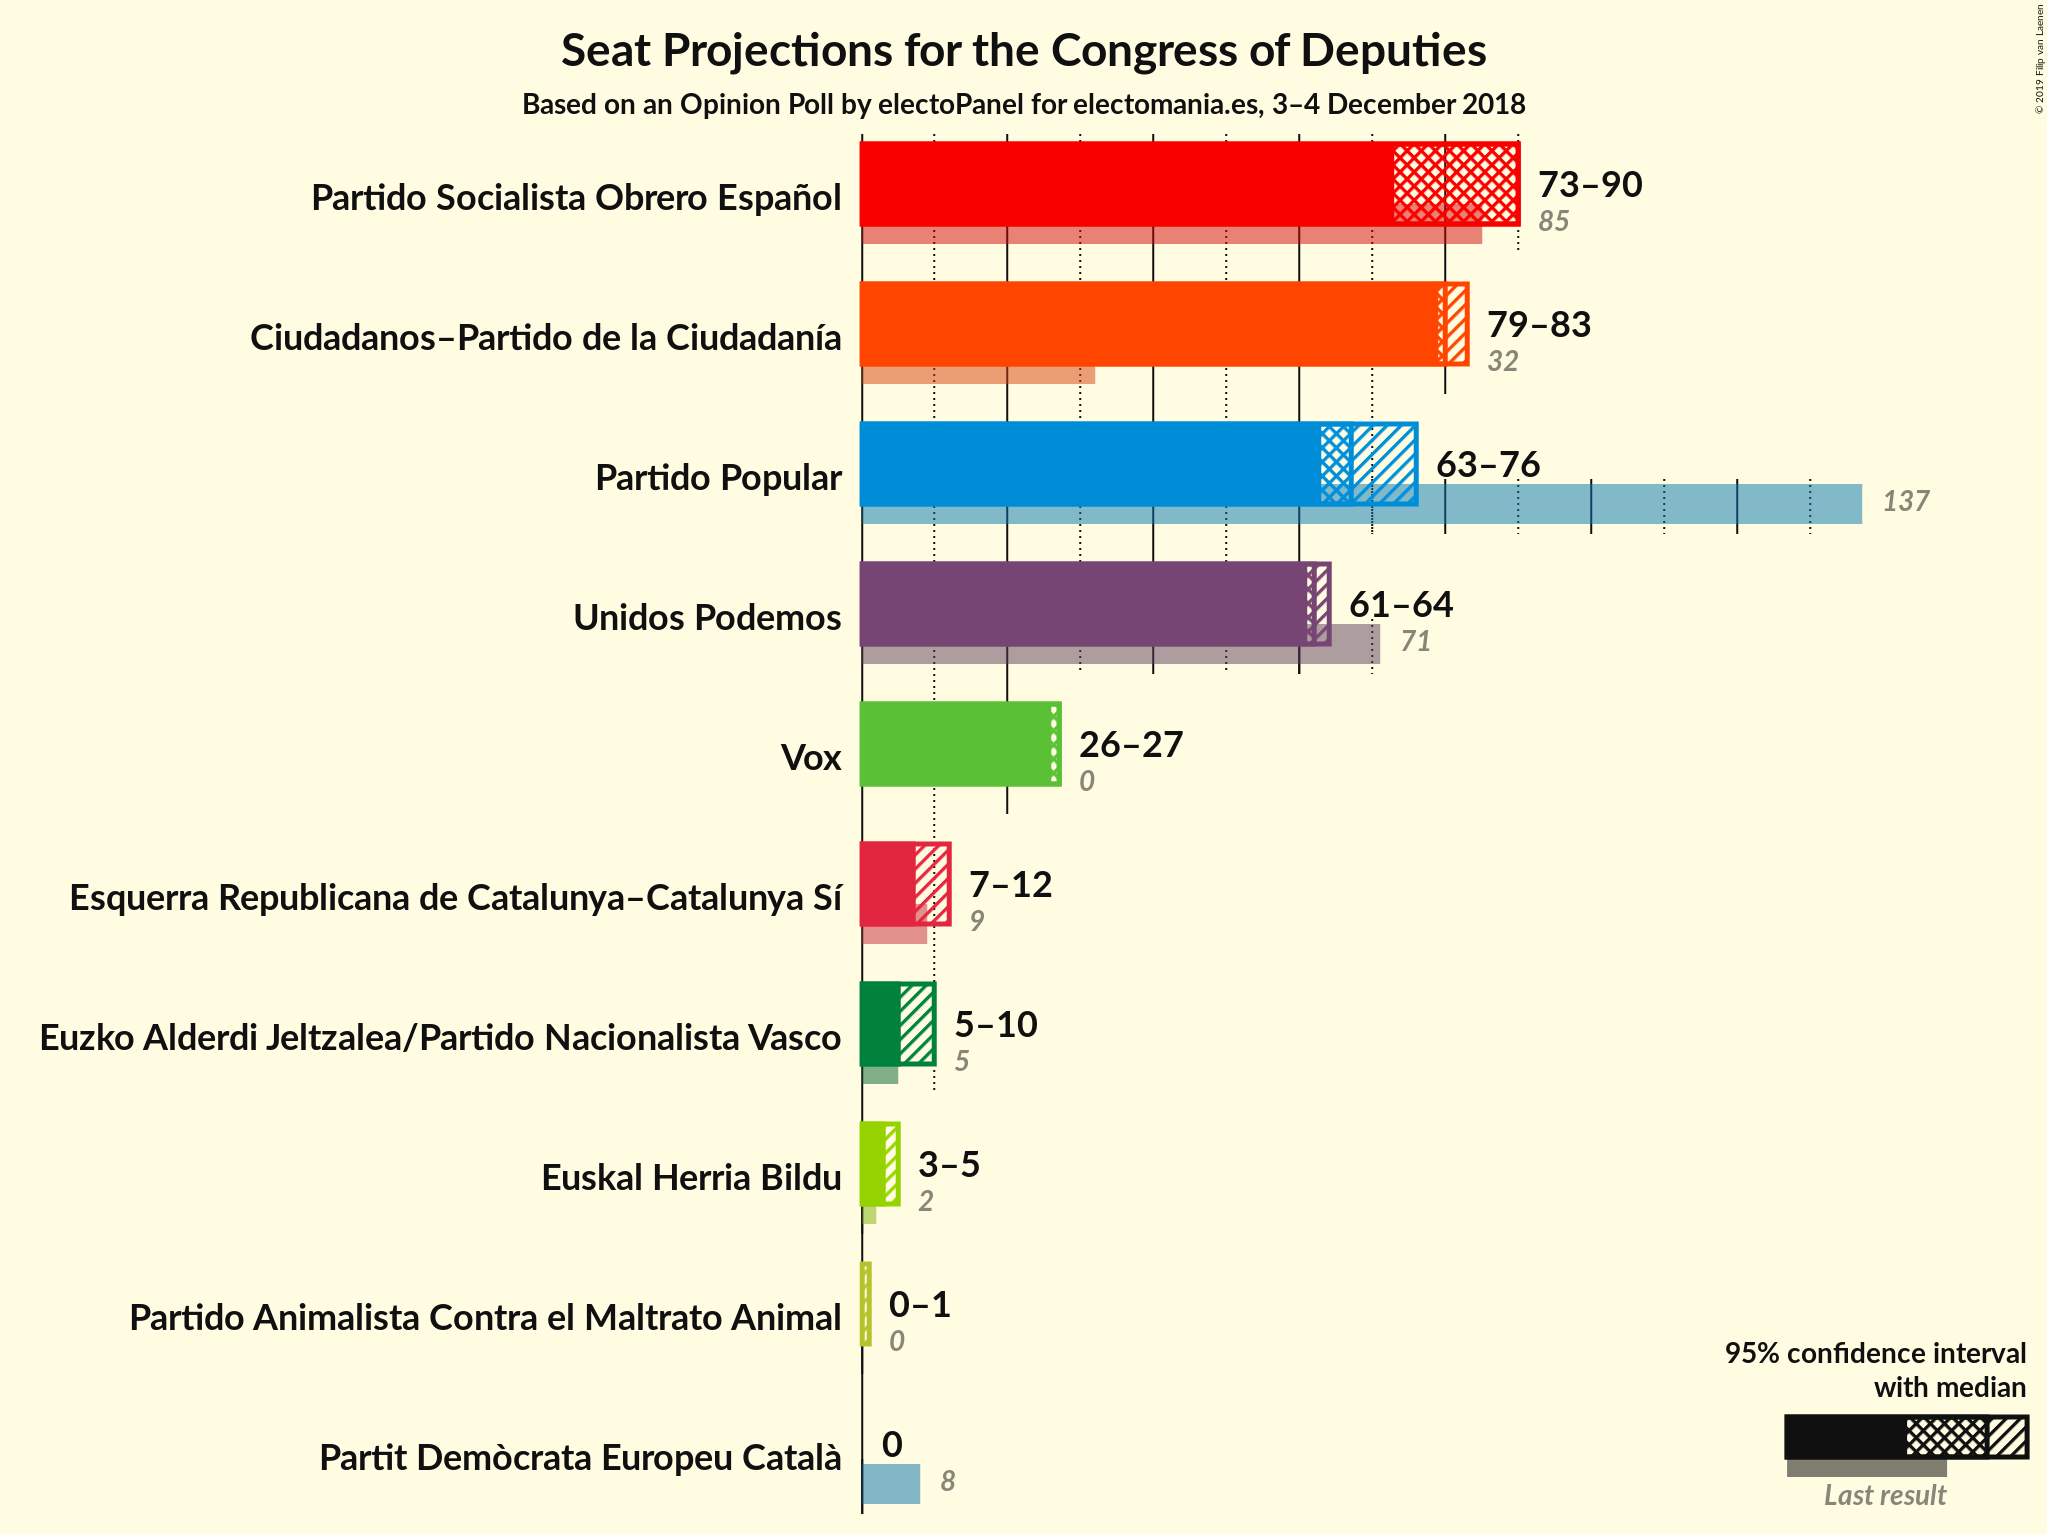 Seat Projections for the Congress of Deputies
Based on an Opinion Poll by electoPanel for electomania.es, 3–4 December 2018
© 2019 Filip van Laenen
Partido Socialista Obrero Español
73–90
85
Ciudadanos–Partido de la Ciudadanía
79–83
32
Partido Popular
63–76
137
Unidos Podemos
61–64
71
Vox
26–27
0
Esquerra Republicana de Catalunya–Catalunya Sí
7–12
9
Euzko Alderdi Jeltzalea/Partido Nacionalista Vasco
5–10
5
Euskal Herria Bildu
3–5
2
Partido Animalista Contra el Maltrato Animal
0–1
0
Partit Demòcrata Europeu Català
0
8
95% confidence interval
with median
Last result